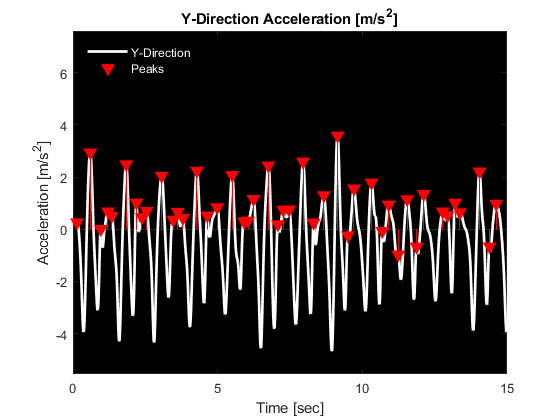 Y-Direction Acceleration [m/s²]
Y-Direction
Peaks
6
4
2
0
-2
-4
Acceleration [m/s²]
0 5 10 15
Time [sec]